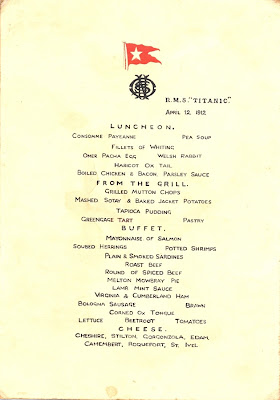 R.M.S. "TITANIC."
APRIL 12, 1912.
LUNCHEON.
CONSOMMÉ PAYSANNE PEA SOUP
FILLETS OF WHITING
OMER PACHA EGG WELSH RABBIT
HARICOT OX TAIL
BOILED CHICKEN & BACON, PARSLEY SAUCE
FROM THE GRILL.
GRILLED MUTTON CHOPS
MASHED SOTAY & BAKED JACKET POTATOES
TAPIOCA PUDDING
GREENGAGE TART PASTRY
BUFFET.
MAYONNAISE OF SALMON
SOUSED HERRINGS POTTED SHRIMPS
PLAIN & SMOKED SARDINES
ROAST BEEF
ROUND OF SPICED BEEF
MELTON MOWBRAY PIE
LAMB MINT SAUCE
VIRGINIA & CUMBERLAND HAM
BOLOGNA SAUSAGE BRAWN
CORNED OX TONGUE
LETTUCE BEETROOT TOMATOES
CHEESE.
CHESHIRE, STILTON, GORGONZOLA, EDAM,
CAMEMBERT, ROQUEFORT, ST. IVEL